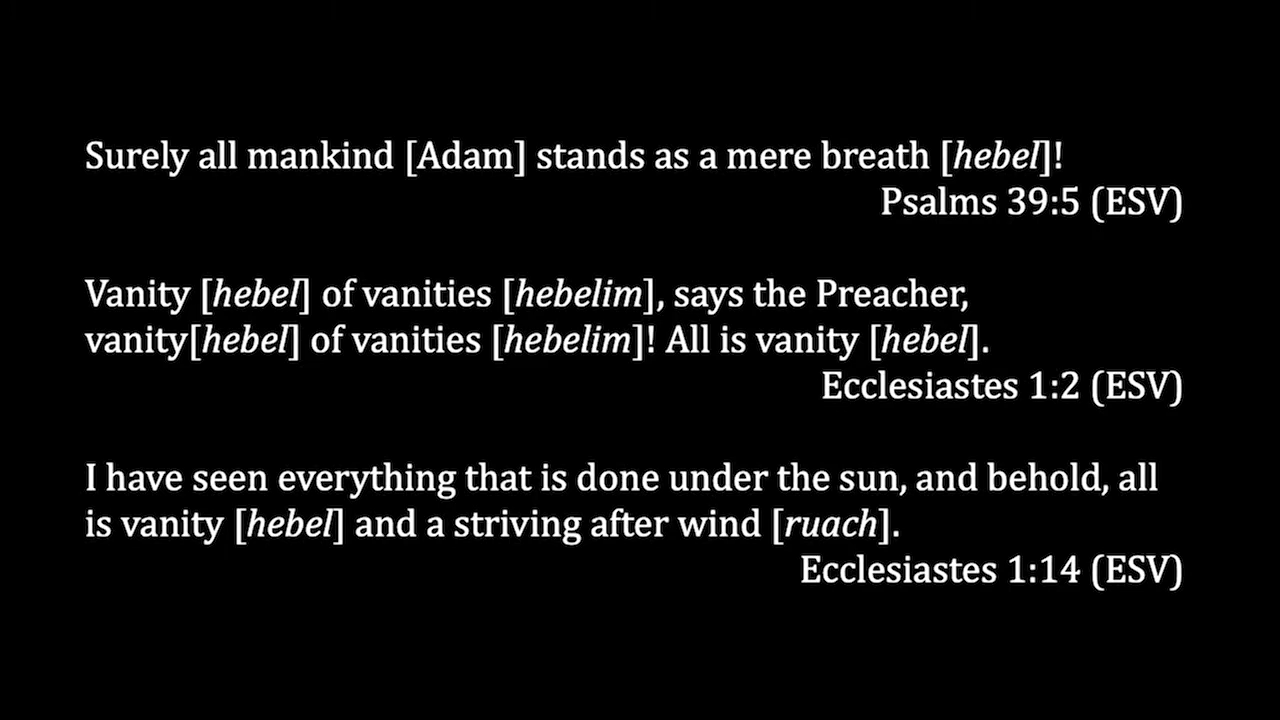 Surely all mankind [Adam] stands as a mere breath [hebel]!
Psalms 39:5 (ESV)
Vanity [hebel] of vanities [hebelim], says the Preacher,
vanity[hebel] of vanities [hebelim]! All is vanity [hebel].
Ecclesiastes 1:2 (ESV)
I have seen everything that is done under the sun, and behold, all
is vanity [hebel] and a striving after wind [ruach].
Ecclesiastes 1:14 (ESV)